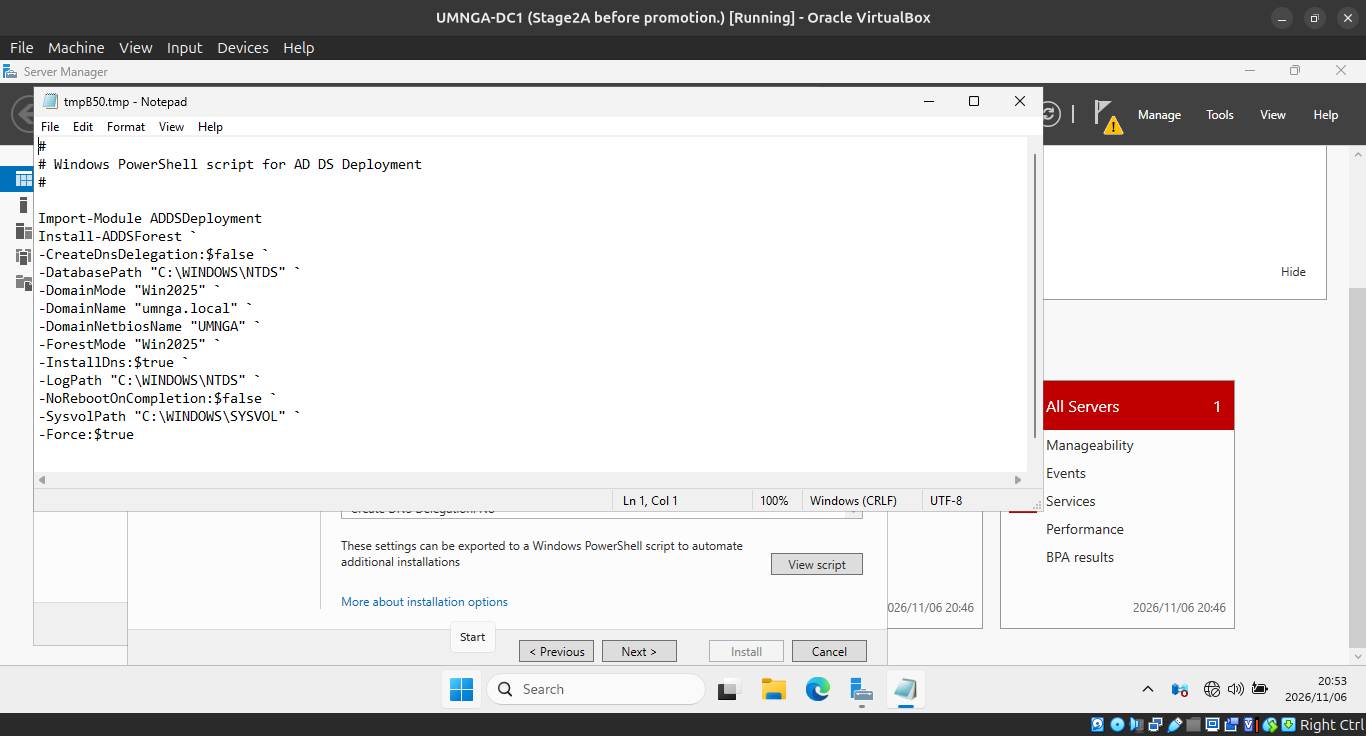 UMNGA-DC1 (Stage2A before promotion.) [Running] - Oracle VirtualBox
File Machine View Input Devices Help
Server Manager
tmpB50.tmp - Notepad
File Edit Format View Help
Manage Tools View Help
#
# Windows PowerShell script for AD DS Deployment
#
Import-Module ADDSDeployment
Install-ADDSForest `
-CreateDnsDelegation:$false `
-DatabasePath "C:\WINDOWS\NTDS" `
-DomainMode "Win2025" `
-DomainName "umnga.local" `
-DomainNetbiosName "UMNGA" `
-ForestMode "Win2025" `
-InstallDns:$true `
-LogPath "C:\WINDOWS\NTDS" `
-NoRebootOnCompletion:$false `
-SysvolPath "C:\WINDOWS\SYSVOL" `
-Force:$true
Ln 1, Col 1 100% Windows (CRLF) UTF-8
Hide
All Servers 1
Manageability
Events
Services
Performance
BPA results
2026/11/06 20:46
026/11/06 20:46
Create DNS Delegation: No
These settings can be exported to a Windows PowerShell script to automate
additional installations
View script
More about installation options
Start
< Previous Next > Install Cancel
Search
20:53
2026/11/06
Right Ctrl